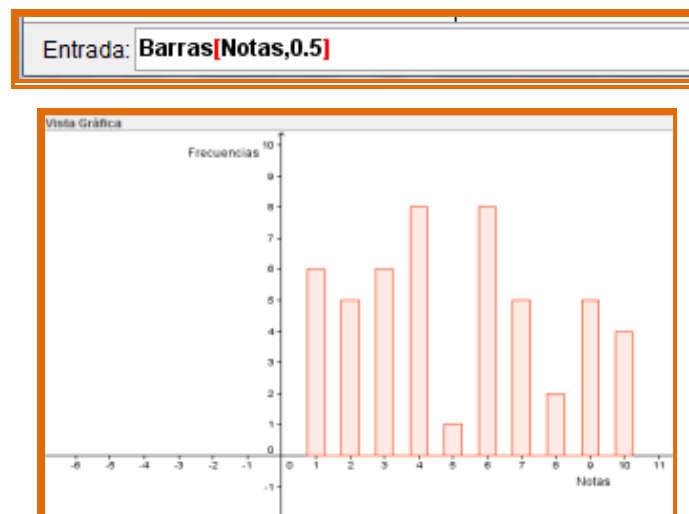 Entrada: Barras[Notas,0.5]
Vista Gráfica
Frecuencias
10
9
8
7
6
5
4
3
2
1
0
-6 -5 -4 -3 -2 -1 0 1 2 3 4 5 6 7 8 9 10 11
Notas
-1